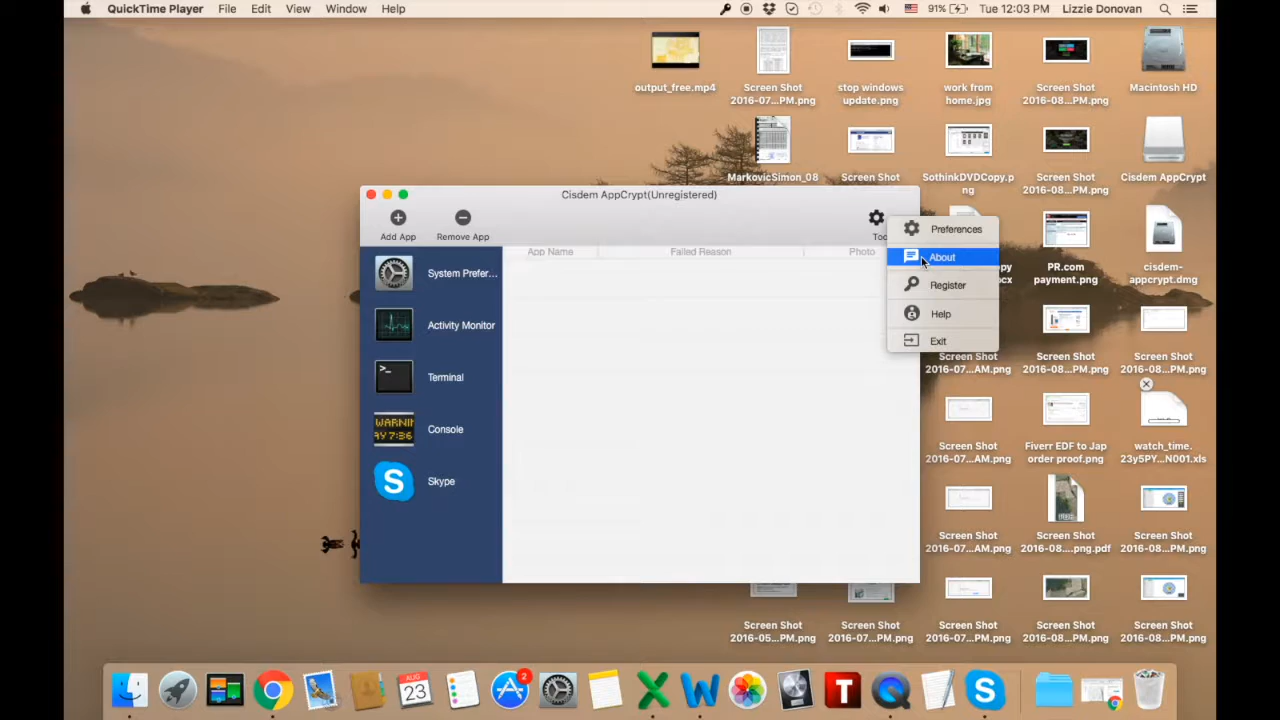 QuickTime Player File Edit View Window Help 91% Tue 12:03 PM Lizzie Donovan
output_free.mp4
Screen Shot
2016-07...PM.png
stop windows
update.png
work from
home.jpg
Screen Shot
2016-08...PM.png
Macintosh HD
MarkovicSimon_08
Screen Shot
SothinkDVDCopy.p
ng
Screen Shot
2016-08...PM.png
Cisdem AppCrypt
Cisdem AppCrypt(Unregistered)
Add App
Remove App
Too
App Name Failed Reason Photo
System Prefer...
Activity Monitor
Terminal
WARNIN
AY 7:36
Console
S
Skype
Preferences
About
Register
Help
Exit
PR.com
payment.png
cisdem-
appcrypt.dmg
Screen Shot
2016-07...AM.png
Screen Shot
2016-08...PM.png
Screen Shot
2016-08...PM.png
Screen Shot
2016-07...AM.png
Fiverr EDF to Jap
order proof.png
watch_time.
23y5PY...N001.xls
Screen Shot
2016-07...AM.png
Screen Shot
2016-08....png.pdf
Screen Shot
2016-08...PM.png
Screen Shot
2016-05...PM.png
Screen Shot
2016-07...PM.png
Screen Shot
2016-07...PM.png
Screen Shot
2016-08...PM.png
Screen Shot
2016-08...PM.png
AUG
23
2
T
S